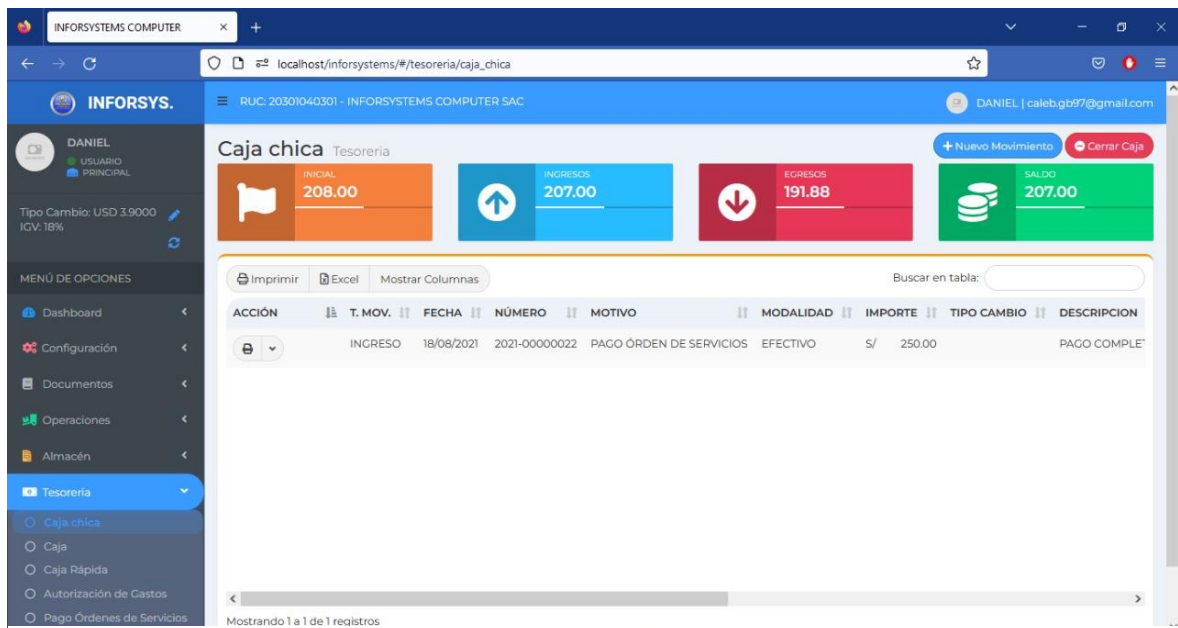 INFORSYSTEMS COMPUTER
localhost/inforsystems/#/tesoreria/caja_chica
INFORSYS.
RUC: 20301040301 - INFORSYSTEMS COMPUTER SAC
DANIEL | caleb.gb97@gmail.com
DANIEL
USUARIO
PRINCIPAL
Tipo Cambio: USD 3.9000
IGV: 18%
MENÚ DE OPCIONES
Dashboard
Configuración
Documentos
Operaciones
Almacén
Tesoreria
Caja chica
Caja
Caja Rápida
Autorización de Gastos
Pago Órdenes de Servicios
Caja chica Tesoreria
+ Nuevo Movimiento
Cerrar Caja
INICIAL
208.00
INGRESOS
207.00
EGRESOS
191.88
SALDO
207.00
Imprimir Excel Mostrar Columnas
Buscar en tabla:
ACCIÓN T. MOV. FECHA NÚMERO MOTIVO MODALIDAD IMPORTE TIPO CAMBIO DESCRIPCION
INGRESO 18/08/2021 2021-00000022 PAGO ÓRDEN DE SERVICIOS EFECTIVO S/ 250.00 PAGO COMPLET
Mostrando 1 a 1 de 1 registros